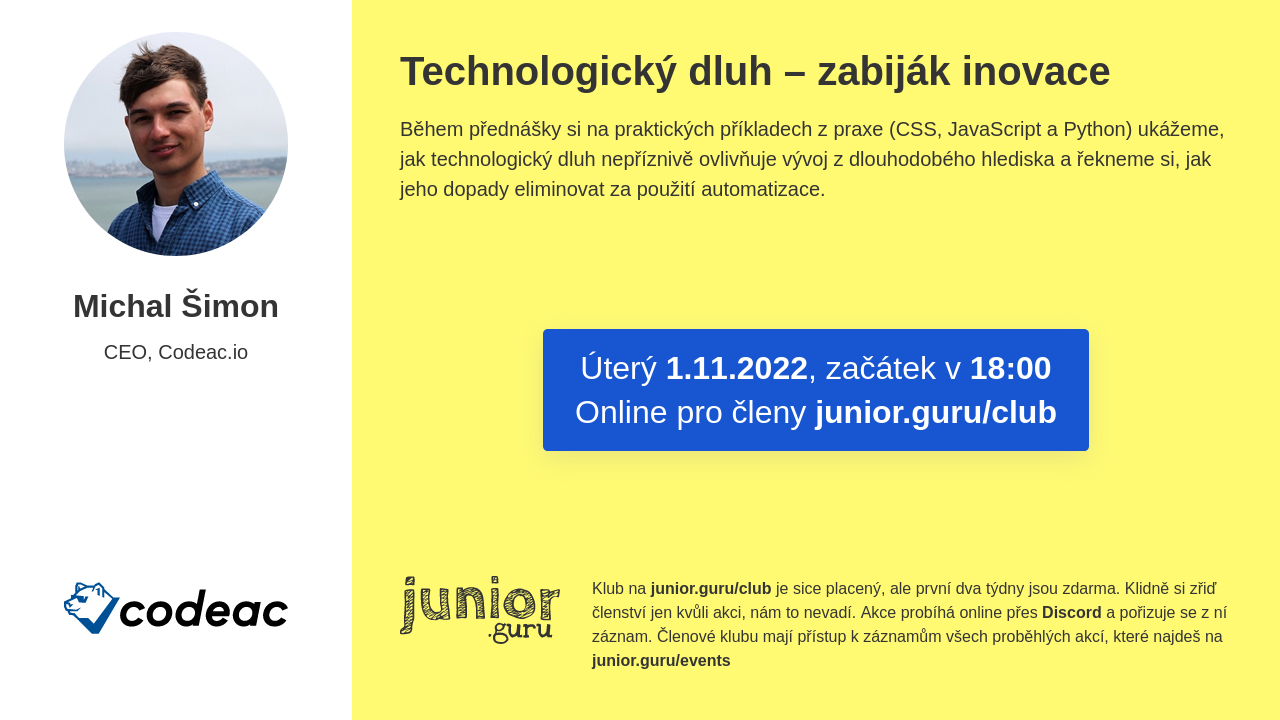 Michal Šimon
CEO, Codeac.io
codeac
Technologický dluh – zabiják inovace
Během přednášky si na praktických příkladech z praxe (CSS, JavaScript a Python) ukážeme,
jak technologický dluh nepříznivě ovlivňuje vývoj z dlouhodobého hlediska a řekneme si, jak
jeho dopady eliminovat za použití automatizace.
Úterý 1.11.2022, začátek v 18:00
Online pro členy junior.guru/club
junior
.guru
Klub na junior.guru/club je sice placený, ale první dva týdny jsou zdarma. Klidně si zřiď
členství jen kvůli akci, nám to nevadí. Akce probíhá online přes Discord a pořizuje se z ní
záznam. Členové klubu mají přístup k záznamům všech proběhlých akcí, které najdeš na
junior.guru/events